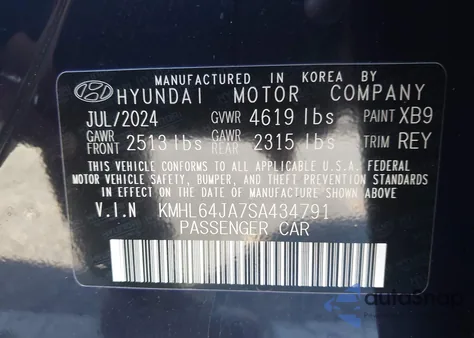 MANUFACTURED IN KOREA BY
HYUNDAI MOTOR COMPANY
JUL/2024 GVWR 4619 lbs PAINT XB9
GAWR FRONT 2513 lbs GAWR REAR 2315 lbs TRIM REY
THIS VEHICLE CONFORMS TO ALL APPLICABLE U.S.A. FEDERAL
MOTOR VEHICLE SAFETY, BUMPER, AND THEFT PREVENTION STANDARDS
IN EFFECT ON THE DATE OF MANUFACTURE SHOWN ABOVE.
V.I.N KMHL64JA7SA434791
PASSENGER CAR
autoSnap